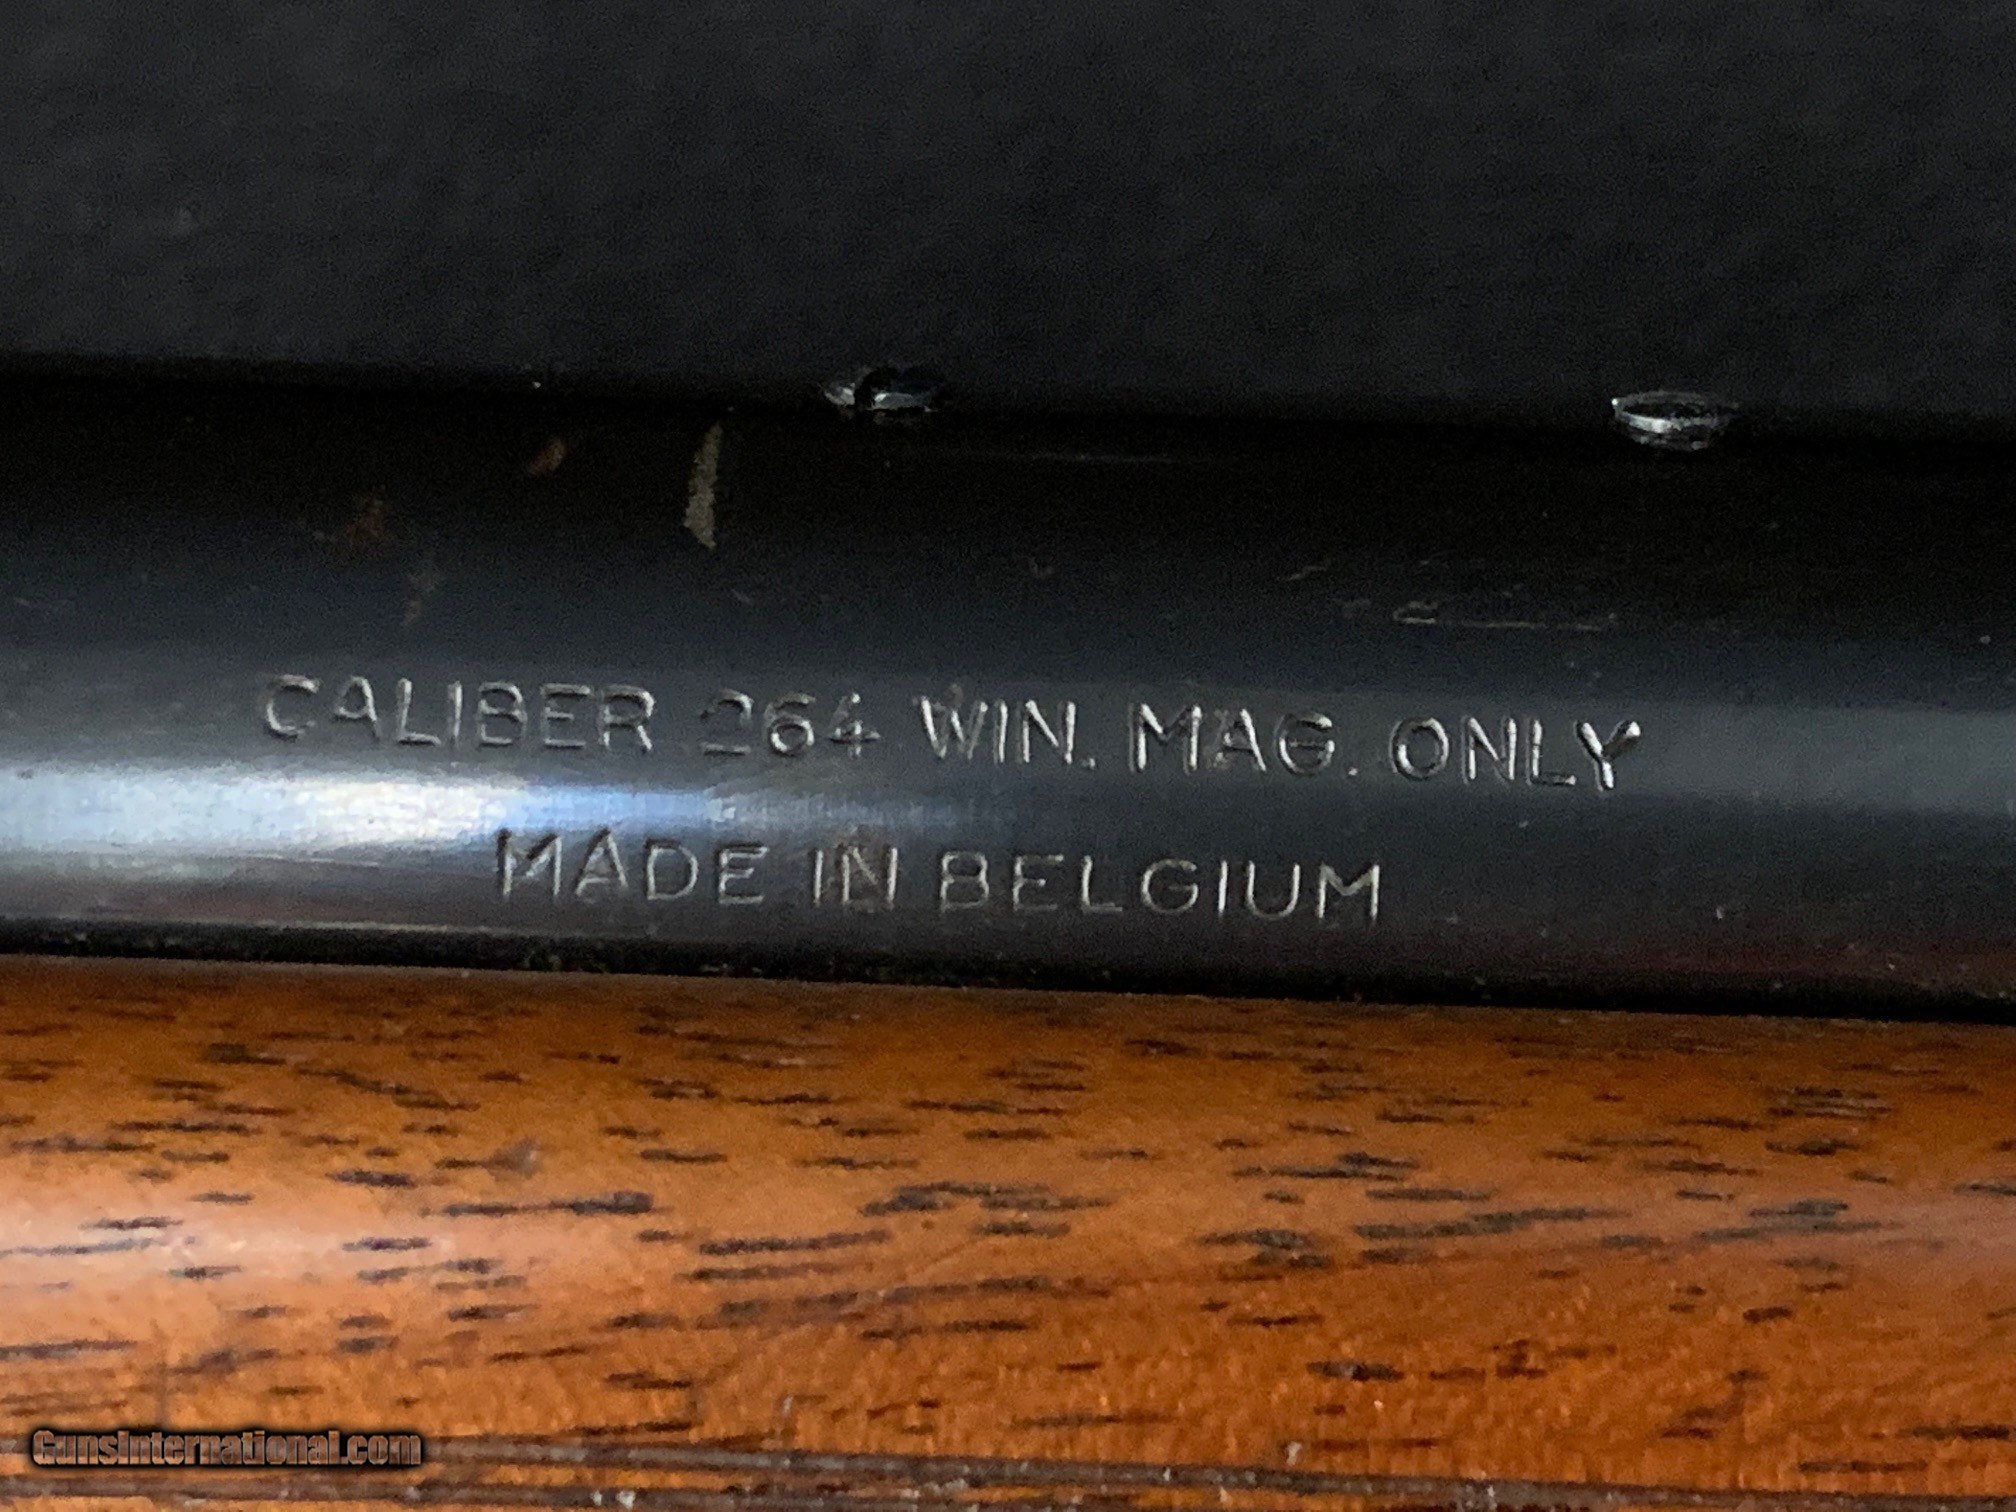 CALIBER 264 WIN. MAG. ONLY
MADE IN BELGIUM
GunsInternational.com